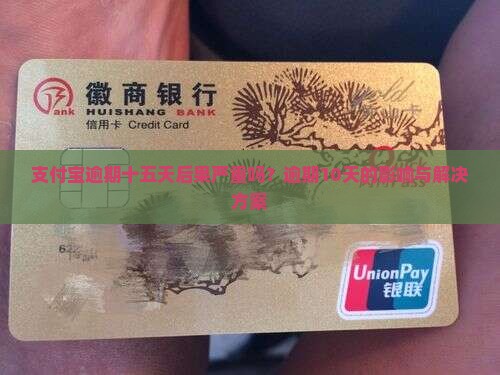 ank
徽商银行
HUISHANG BANK
信用卡 Credit Card
卡
支付宝逾期十五天后果严重吗？逾期10天的影响与解决
方案
UnionPay
银联